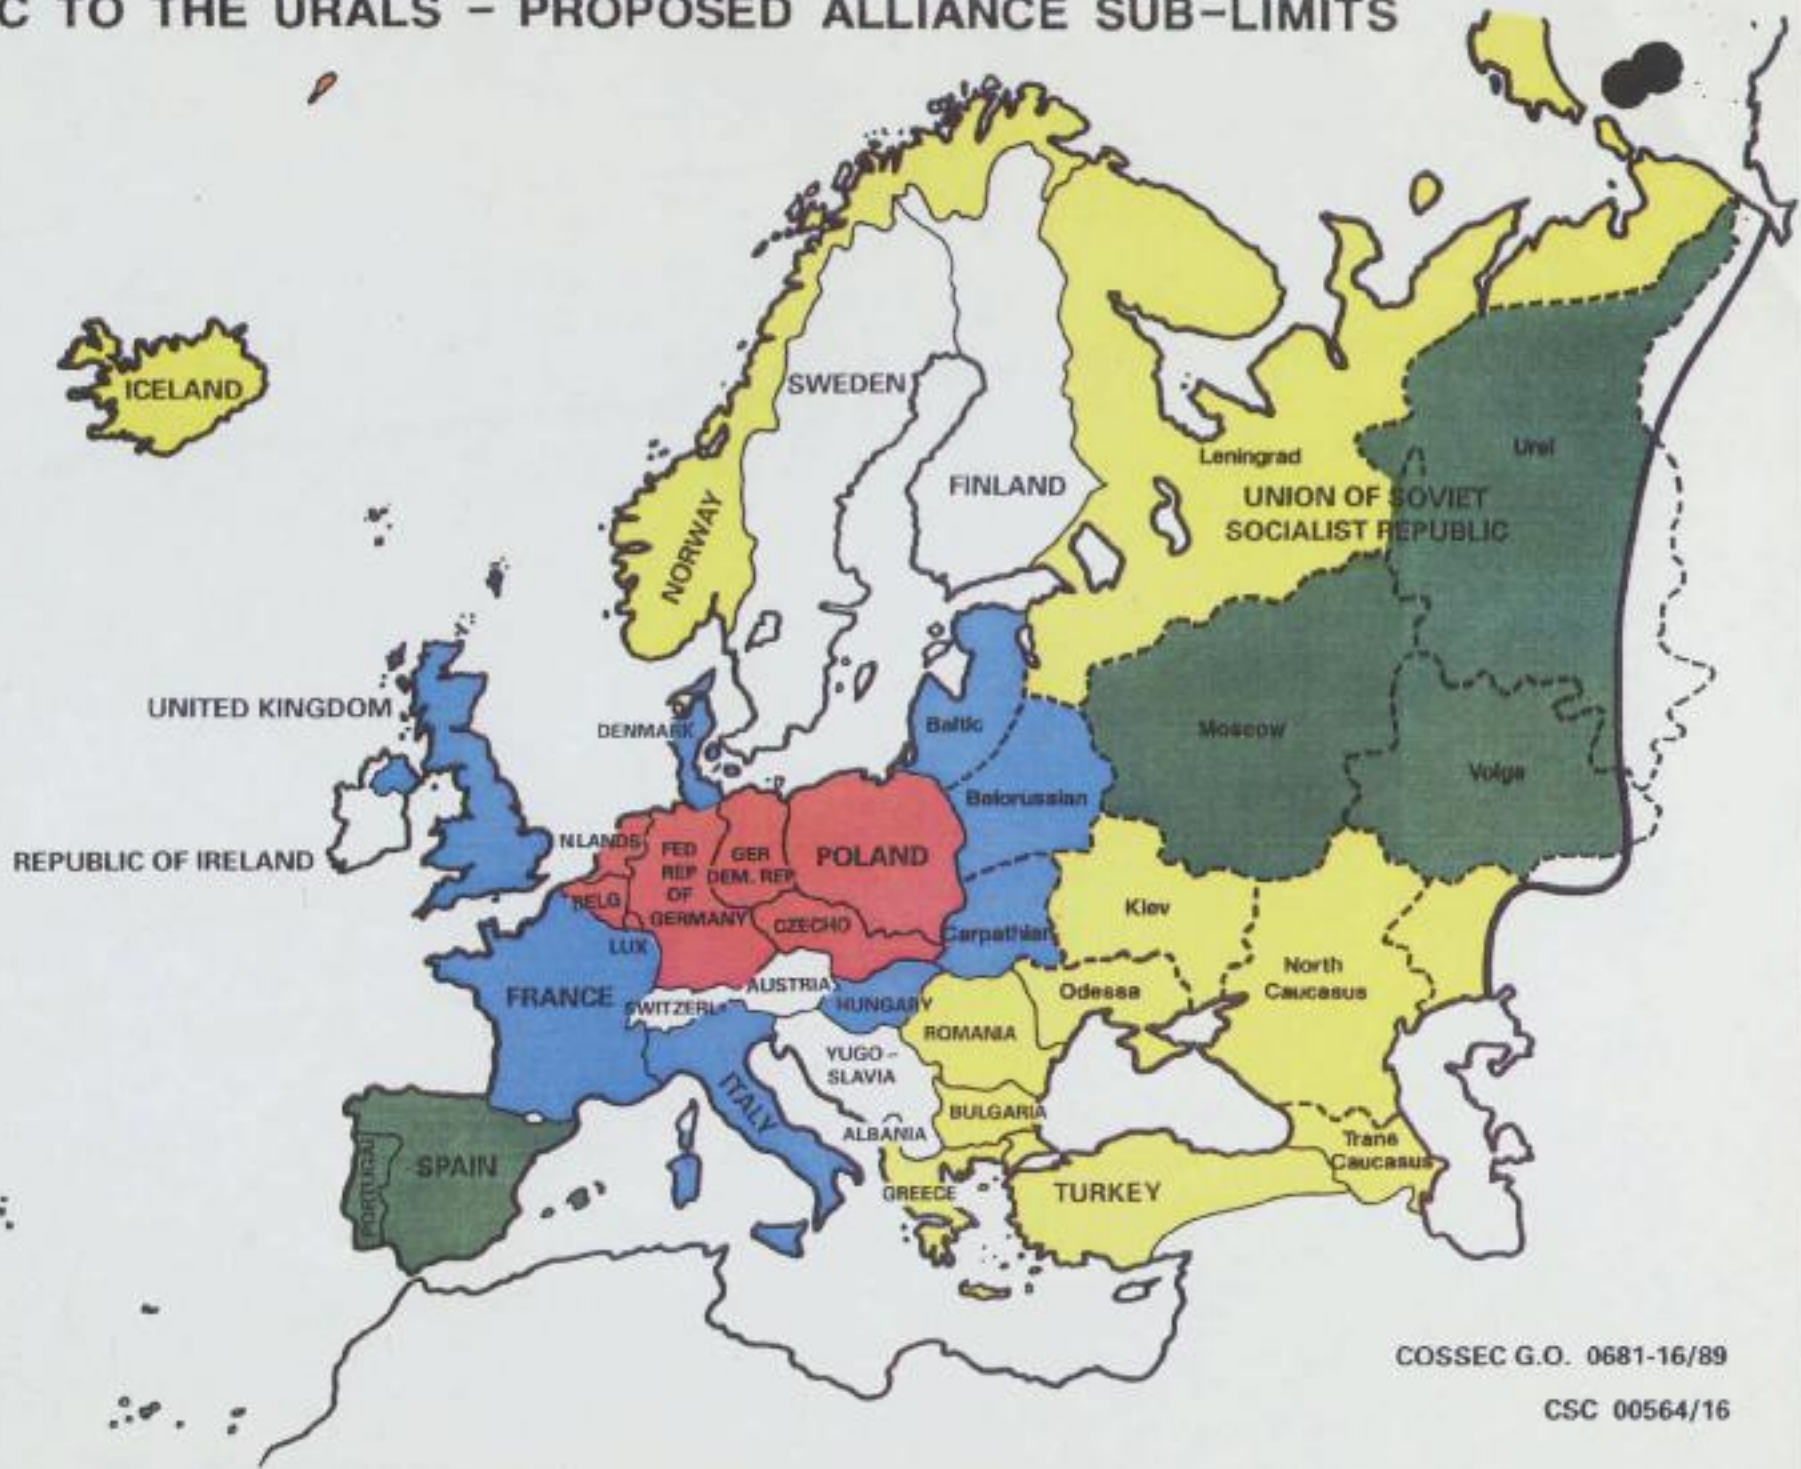 C TO THE URALS – PROPOSED ALLIANCE SUB-LIMITS
ICELAND
SWEDEN
FINLAND
NORWAY
Leningrad
Ural
UNION OF SOVIET
SOCIALIST REPUBLIC
UNITED KINGDOM
DENMARK
Baltic
Moscow
Volga
Belorussian
REPUBLIC OF IRELAND
NLANDS
FED
REP
OF
GERMANY
GER
DEM. REP
POLAND
BELG
CZECHO
LUX
Carpathian
Kiev
FRANCE
SWITZERL
AUSTRIA
HUNGARY
Odessa
North
Caucasus
ROMANIA
YUGO –
SLAVIA
ITALY
BULGARIA
ALBANIA
Trans
Caucasus
PORTUGAL
SPAIN
GREECE
TURKEY
COSSEC G.O. 0681-16/89
CSC 00564/16